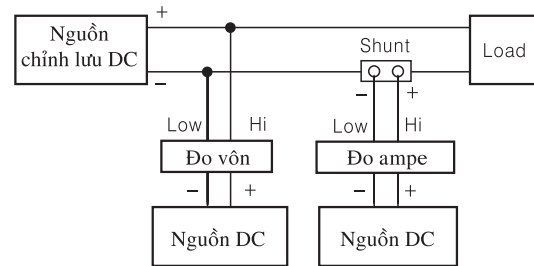 +
Nguồn
chỉnh lưu DC
Shunt
Load
–
– +
Low Hi Low Hi
Đo vôn Đo ampe
– + – +
Nguồn DC Nguồn DC